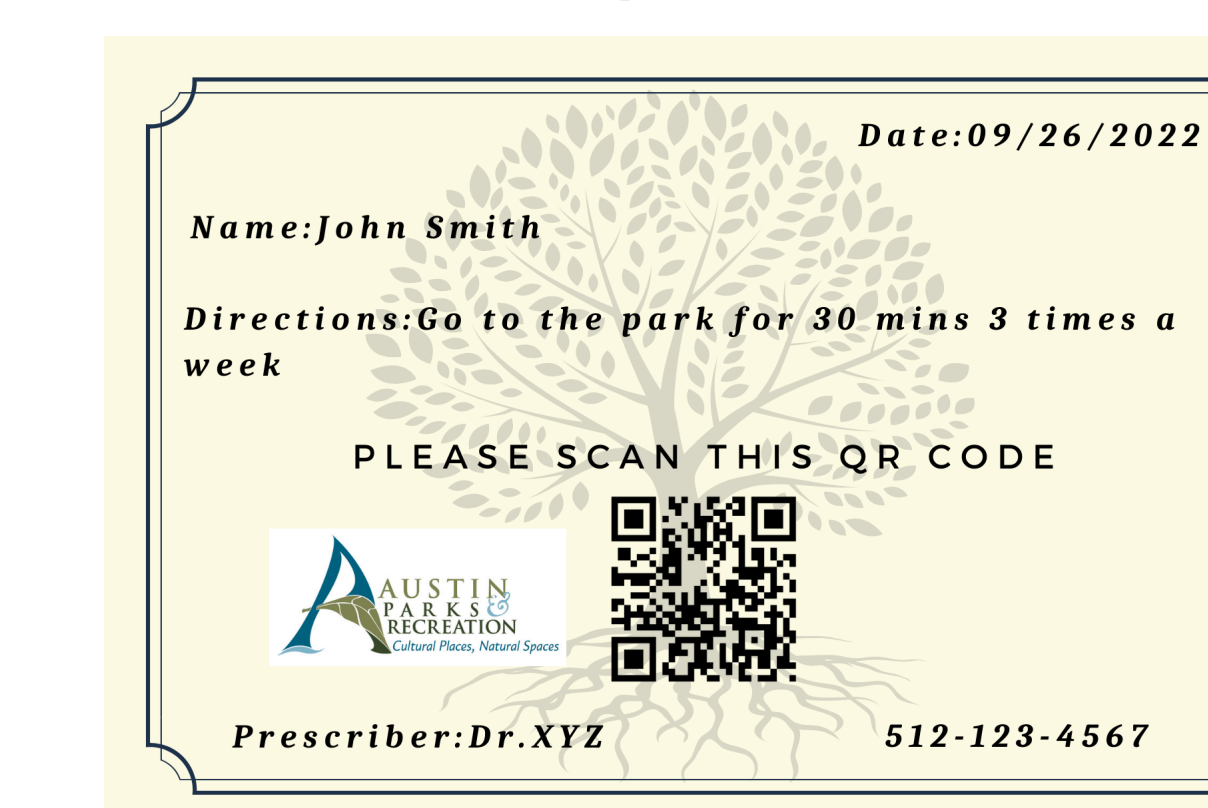 Date:09/26/2022
Name:John Smith
Directions:Go to the park for 30 mins 3 times a
week
PLEASE SCAN THIS QR CODE
AUSTIN
PARKS &
RECREATION
Cultural Places, Natural Spaces
Prescriber:Dr.XYZ
512-123-4567